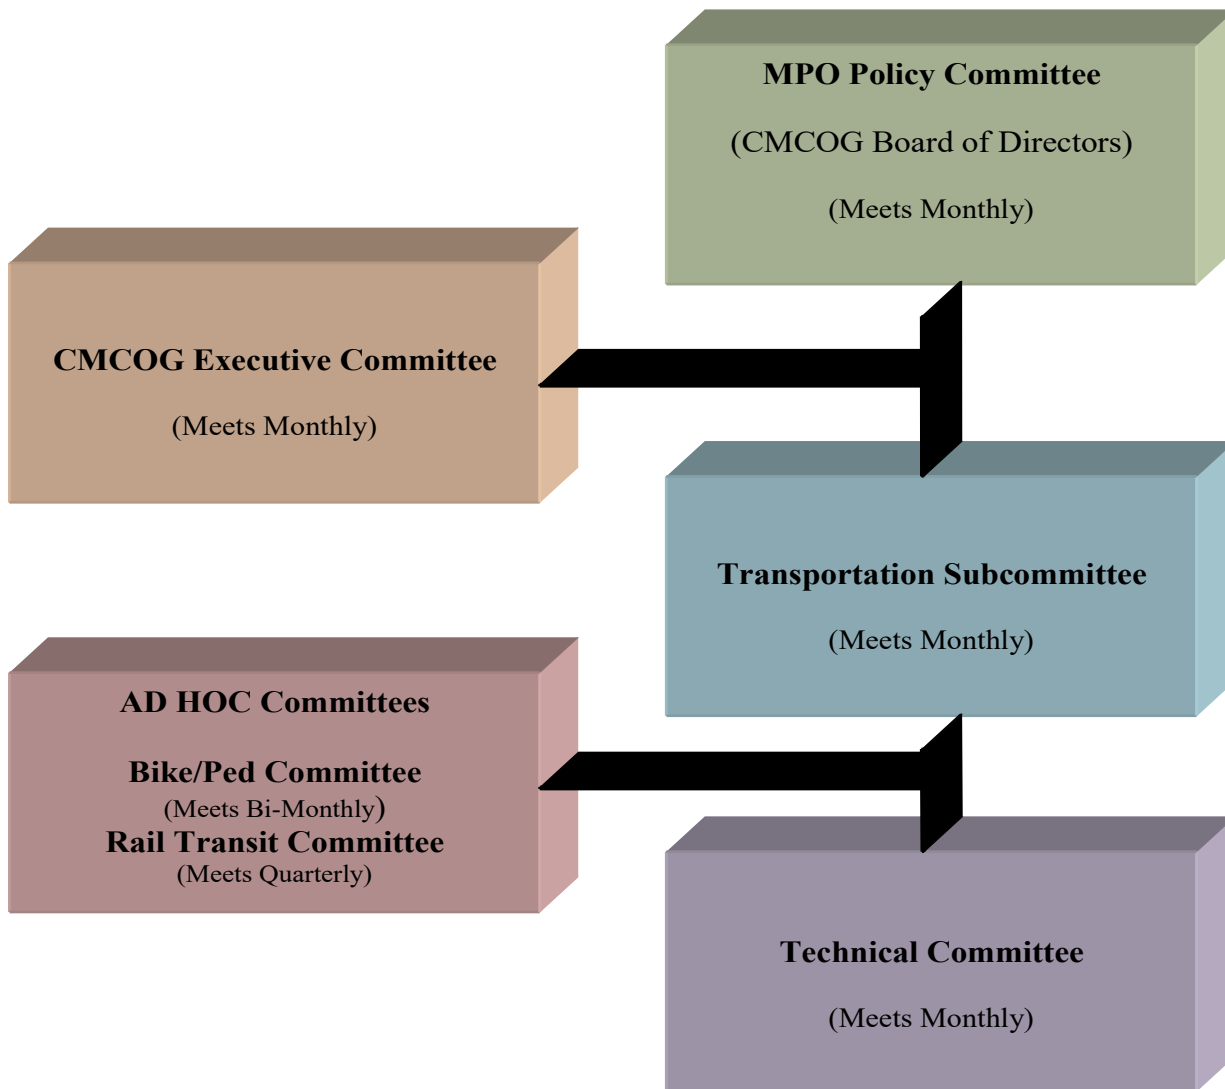 MPO Policy Committee
(CMCOG Board of Directors)
(Meets Monthly)
CMCOG Executive Committee
(Meets Monthly)
Transportation Subcommittee
(Meets Monthly)
AD HOC Committees
Bike/Ped Committee
(Meets Bi-Monthly)
Rail Transit Committee
(Meets Quarterly)
Technical Committee
(Meets Monthly)